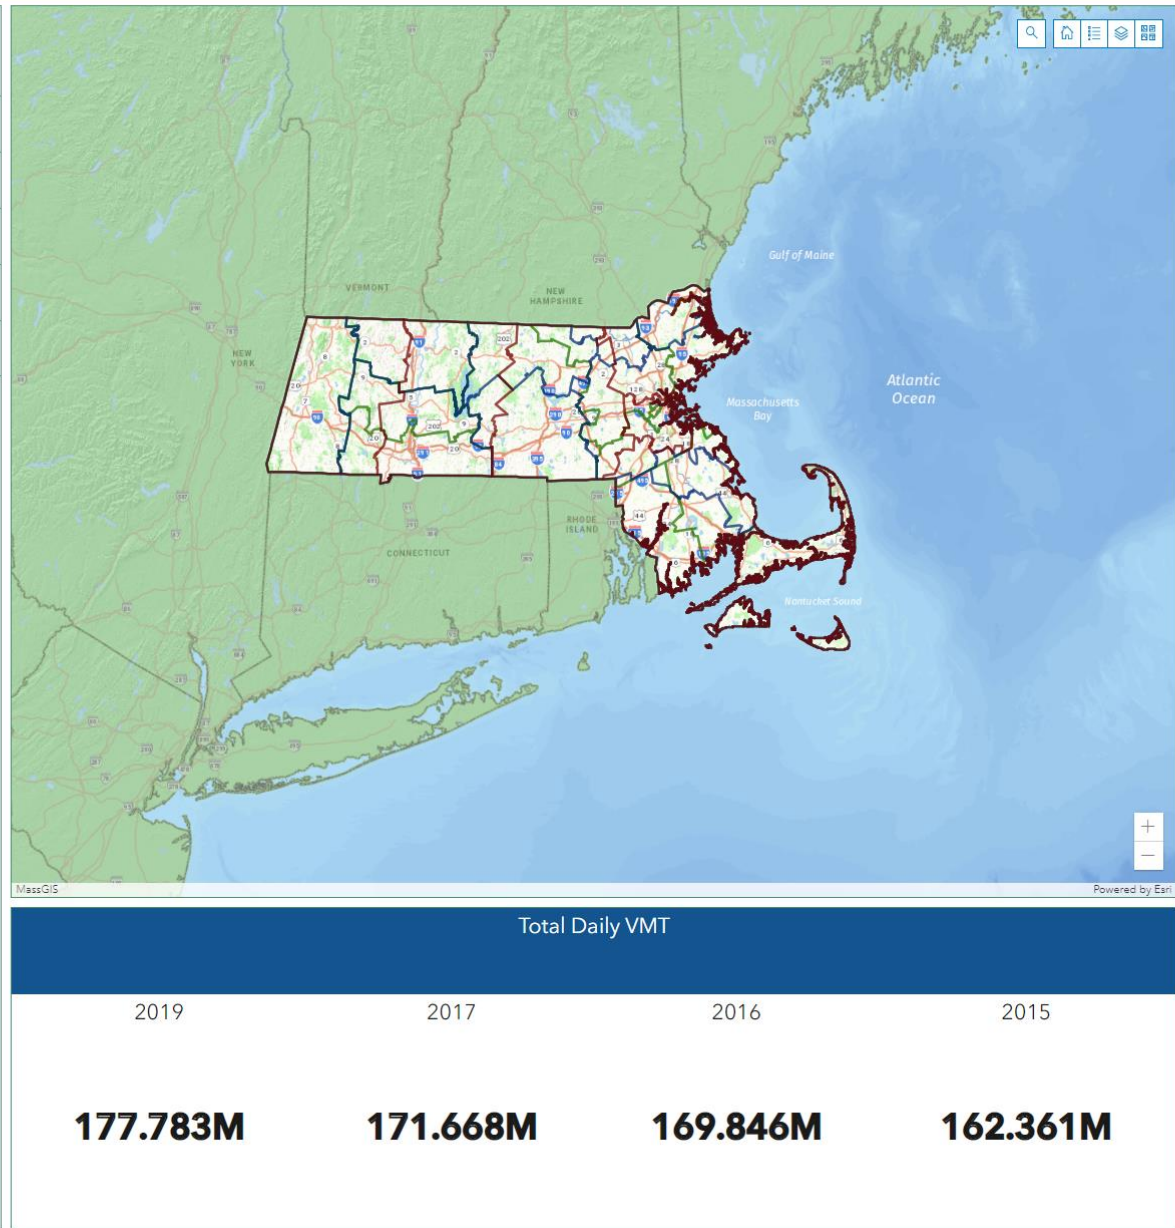 Gulf of Maine
VERMONT
NEW
HAMPSHIRE
NEW
YORK
Atlantic
Ocean
Massachusetts
Bay
RHODE
ISLAND
CONNECTICUT
Nantucket Sound
MassGIS
Powered by Esri
Total Daily VMT
2019
2017
2016
2015
177.783M
171.668M
169.846M
162.361M